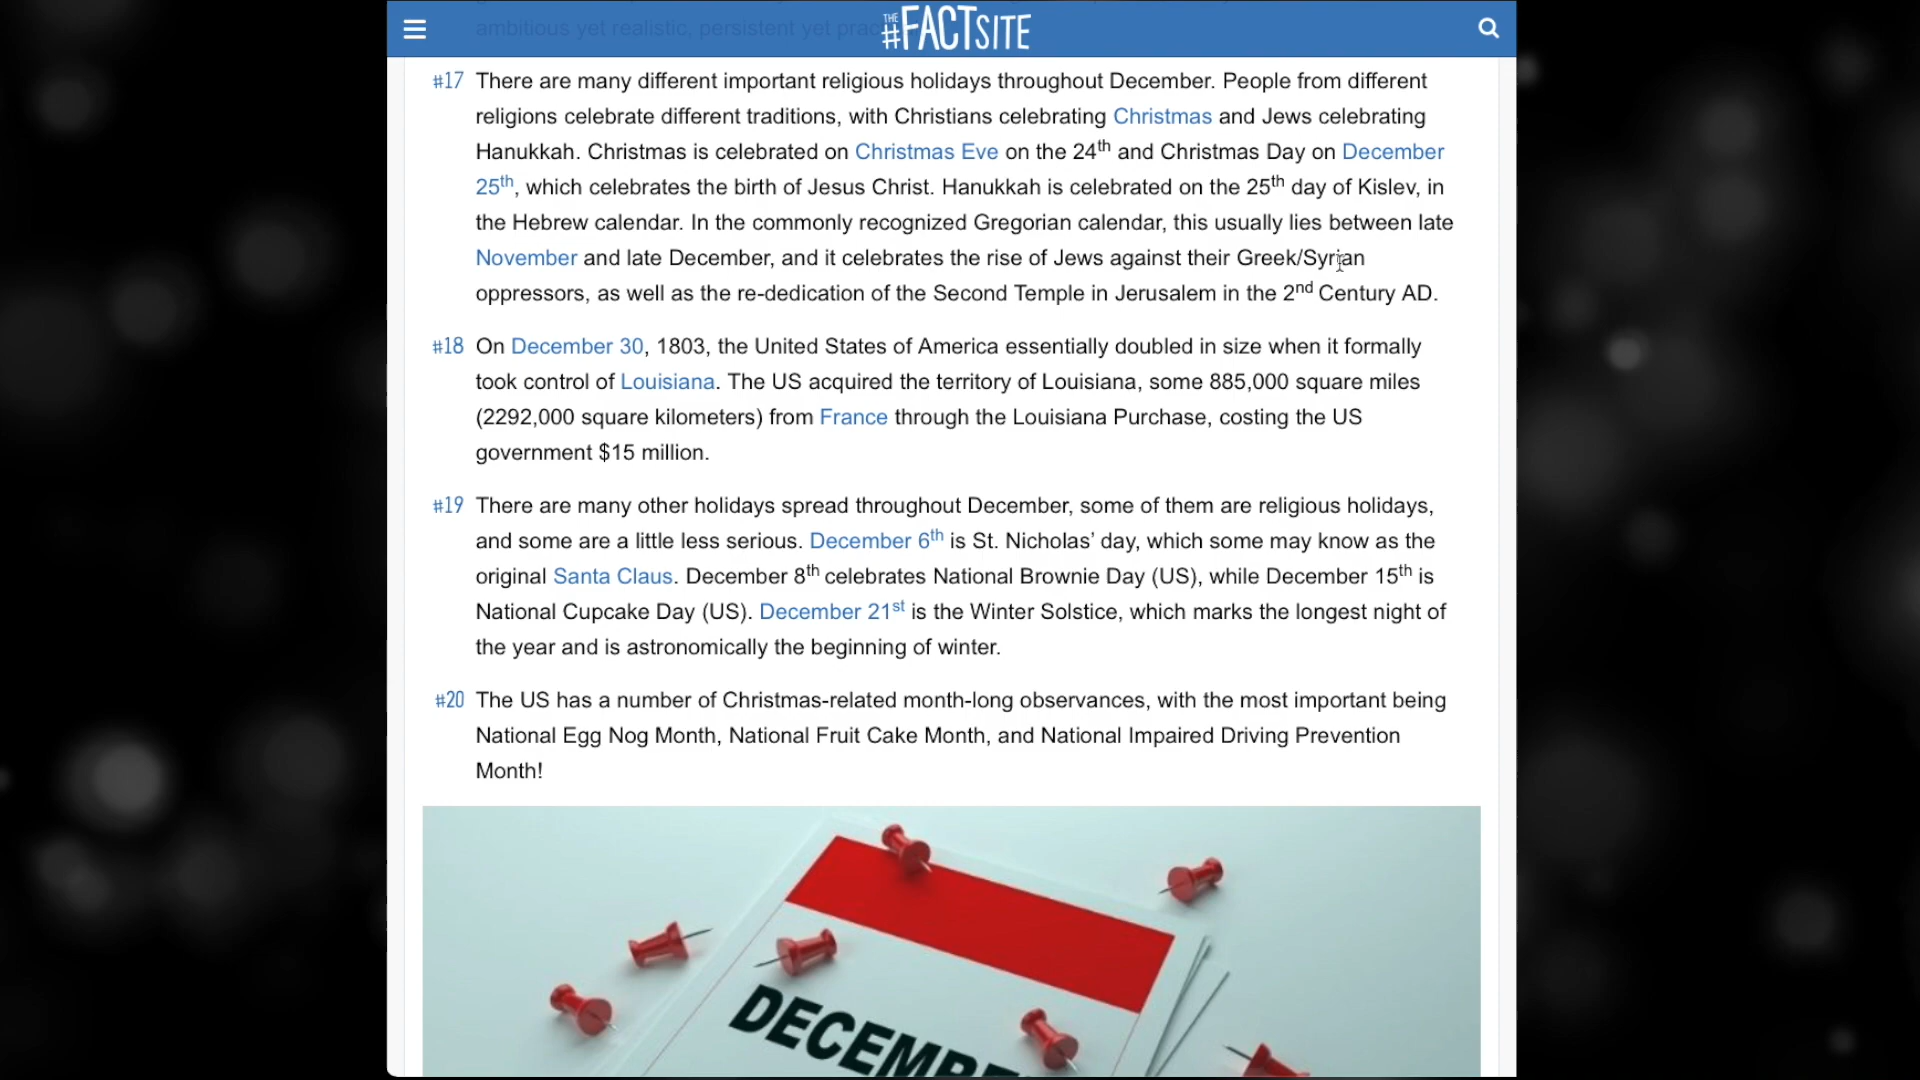 ambitious yet realistic, persistent yet prac
THE #FACTSITE
#17 There are many different important religious holidays throughout December. People from different
religions celebrate different traditions, with Christians celebrating Christmas and Jews celebrating
Hanukkah. Christmas is celebrated on Christmas Eve on the 24th and Christmas Day on December
25th, which celebrates the birth of Jesus Christ. Hanukkah is celebrated on the 25th day of Kislev, in
the Hebrew calendar. In the commonly recognized Gregorian calendar, this usually lies between late
November and late December, and it celebrates the rise of Jews against their Greek/Syrian
oppressors, as well as the re-dedication of the Second Temple in Jerusalem in the 2nd Century AD.
#18 On December 30, 1803, the United States of America essentially doubled in size when it formally
took control of Louisiana. The US acquired the territory of Louisiana, some 885,000 square miles
(2292,000 square kilometers) from France through the Louisiana Purchase, costing the US
government $15 million.
#19 There are many other holidays spread throughout December, some of them are religious holidays,
and some are a little less serious. December 6th is St. Nicholas’ day, which some may know as the
original Santa Claus. December 8th celebrates National Brownie Day (US), while December 15th is
National Cupcake Day (US). December 21st is the Winter Solstice, which marks the longest night of
the year and is astronomically the beginning of winter.
#20 The US has a number of Christmas-related month-long observances, with the most important being
National Egg Nog Month, National Fruit Cake Month, and National Impaired Driving Prevention
Month!
DECEMBE